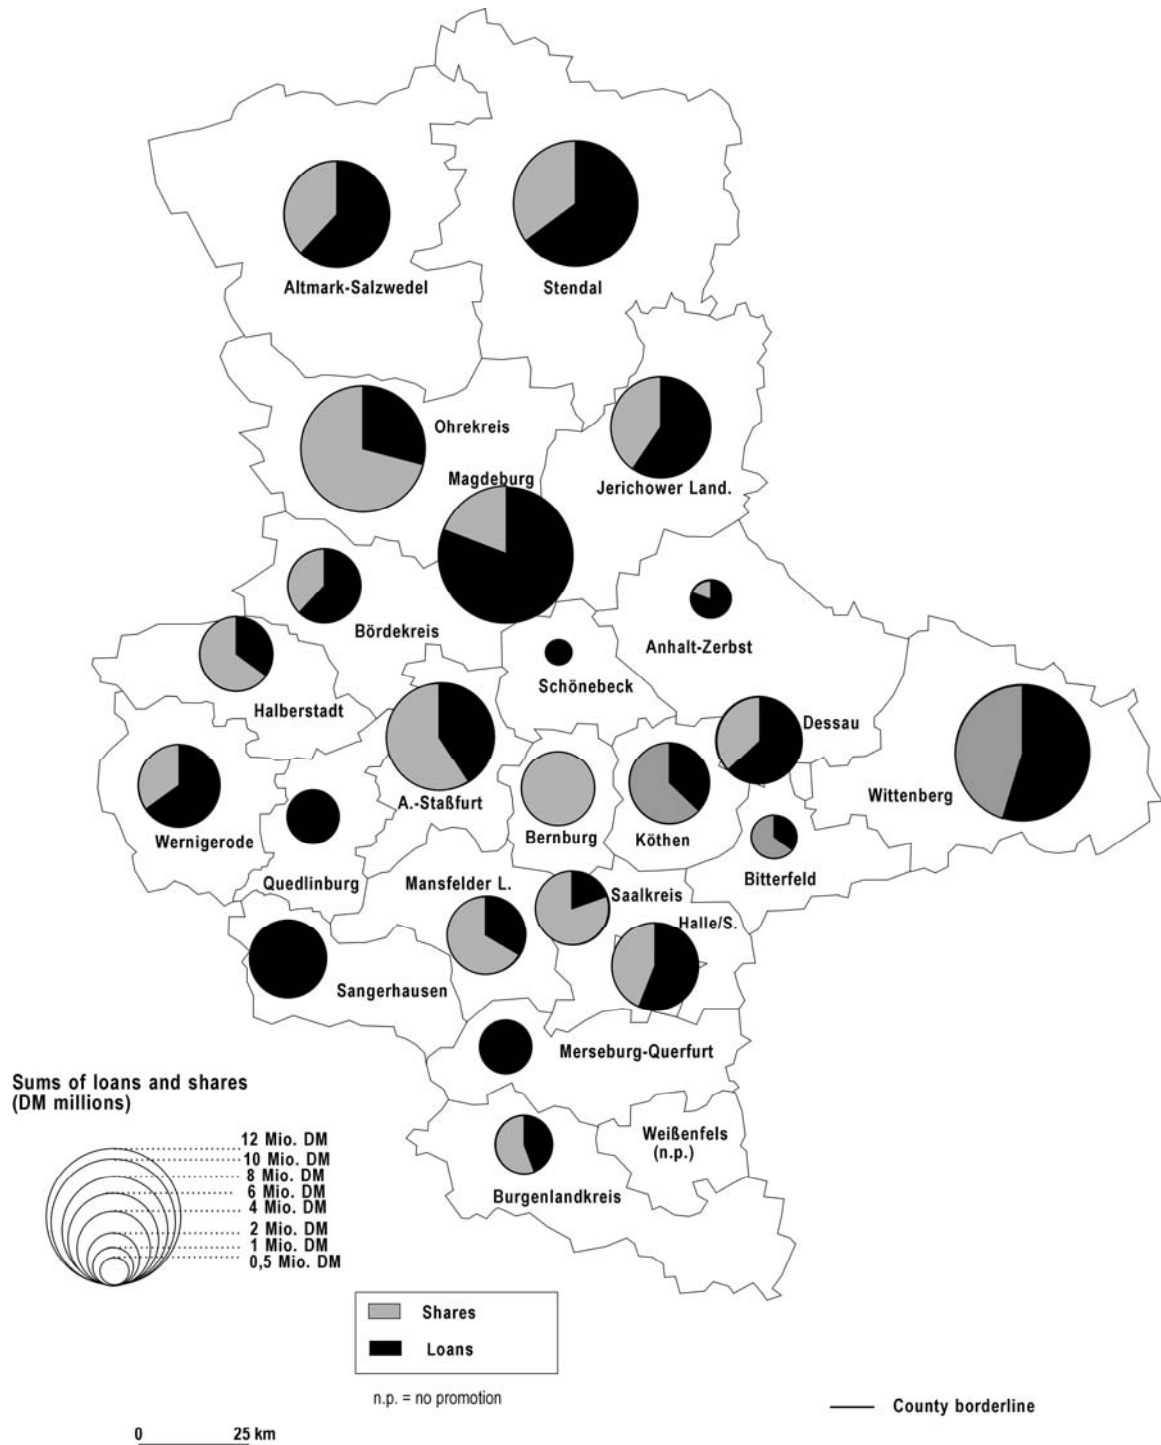 Altmark-Salzwedel
Stendal
Ohrekreis
Magdeburg
Jerichower Land.
Bördekreis
Anhalt-Zerbst
Schönebeck
Halberstadt
Dessau
Wittenberg
A.-Staßfurt
Wernigerode
Bernburg
Köthen
Quedlinburg
Mansfelder L.
Bitterfeld
Saalkreis
Halle/S.
Sangerhausen
Merseburg-Querfurt
Weißenfels
(n.p.)
Burgenlandkreis
Sums of loans and shares
(DM millions)
12 Mio. DM
10 Mio. DM
8 Mio. DM
6 Mio. DM
4 Mio. DM
2 Mio. DM
1 Mio. DM
0,5 Mio. DM
Shares
Loans
n.p. = no promotion
County borderline
0 25 km